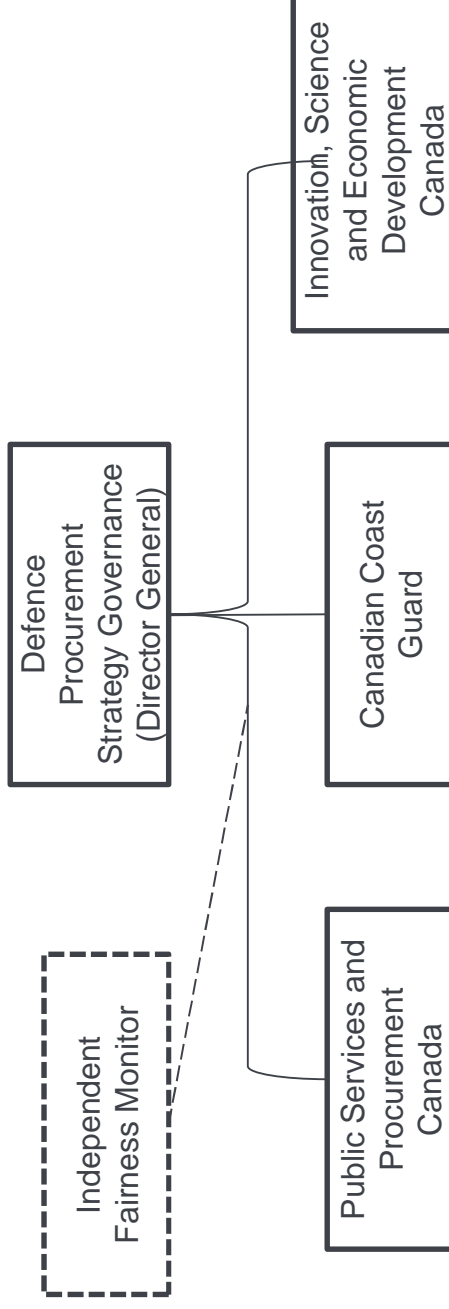 Defence
Procurement
Strategy Governance
(Director General)
Independent
Fairness Monitor
Public Services and
Procurement
Canada
Canadian Coast
Guard
Innovation, Science
and Economic
Development
Canada